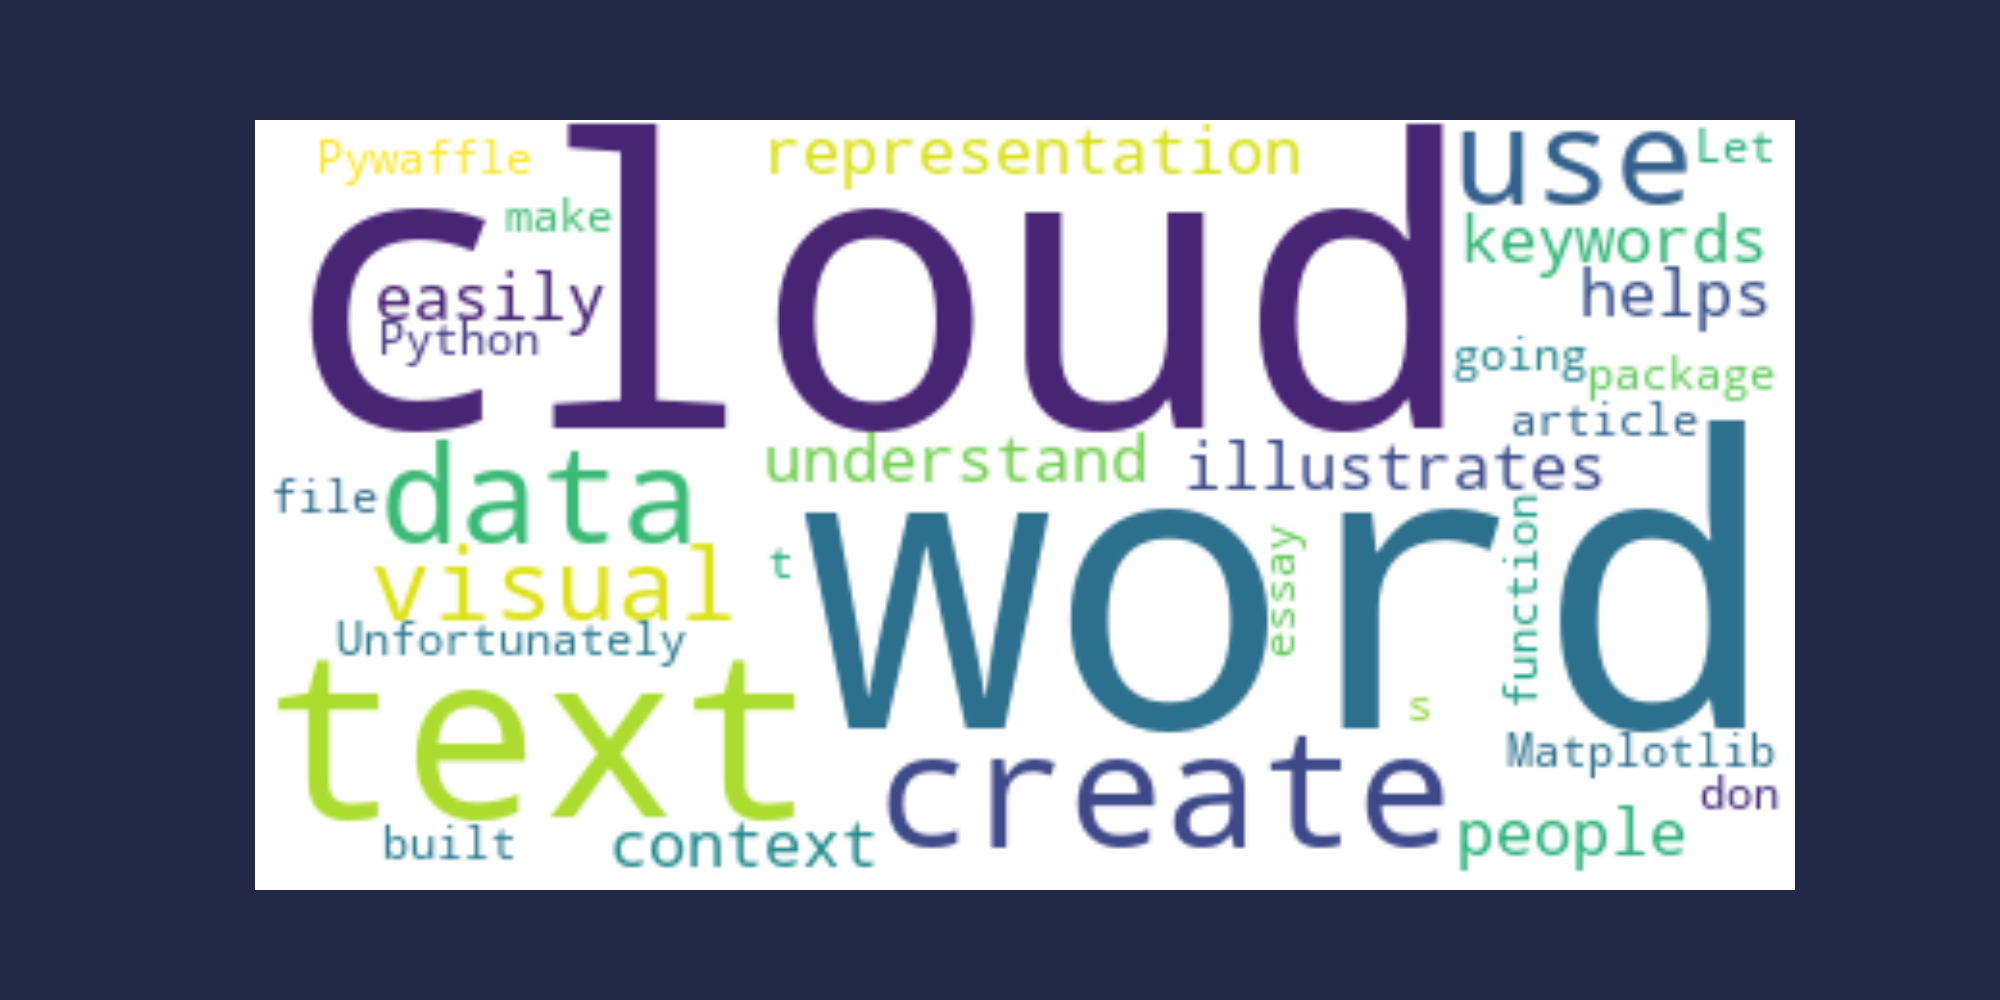 Pywaffle
representation
use
Let
cloud
make
keywords
easily
helps
Python
going
package
article
understand
illustrates
data
file
word
visual
t
essay
function
Unfortunately
text
s
create
Matplotlib
don
built
context
people